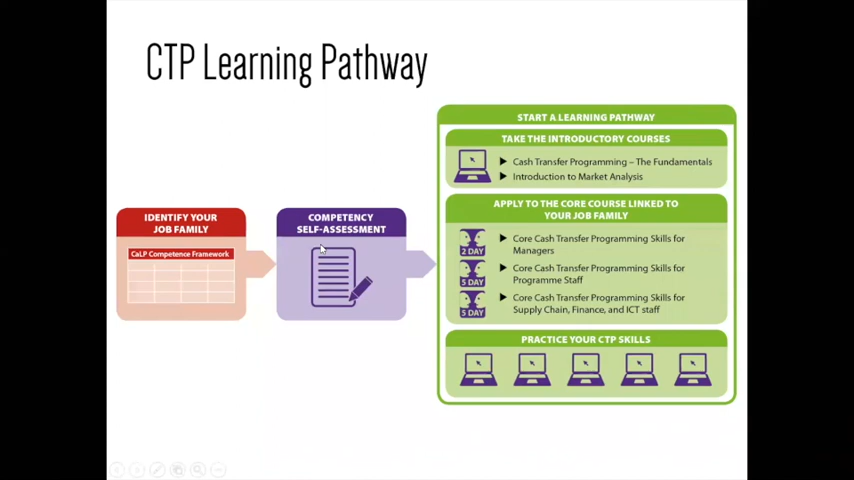 CTP Learning Pathway
START A LEARNING PATHWAY
TAKE THE INTRODUCTORY COURSES
Cash Transfer Programming – The Fundamentals
Introduction to Market Analysis
IDENTIFY YOUR
JOB FAMILY
CaLP Competence Framework
COMPETENCY
SELF-ASSESSMENT
APPLY TO THE CORE COURSE LINKED TO
YOUR JOB FAMILY
2 DAY
Core Cash Transfer Programming Skills for
Managers
5 DAY
Core Cash Transfer Programming Skills for
Programme Staff
5 DAY
Core Cash Transfer Programming Skills for
Supply Chain, Finance, and ICT staff
PRACTICE YOUR CTP SKILLS